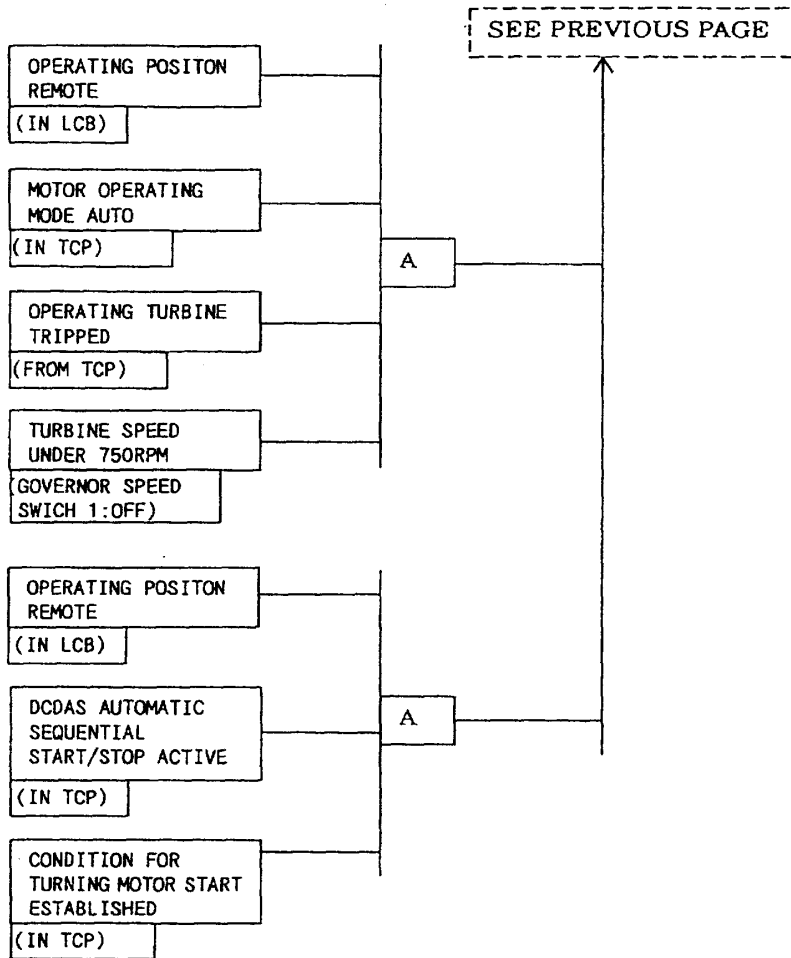 SEE PREVIOUS PAGE
OPERATING POSITON
REMOTE
(IN LCB)
MOTOR OPERATING
MODE AUTO
(IN TCP)
A
OPERATING TURBINE
TRIPPED
(FROM TCP)
TURBINE SPEED
UNDER 750RPM
(GOVERNOR SPEED
SWICH 1:OFF)
OPERATING POSITON
REMOTE
(IN LCB)
DCDAS AUTOMATIC
SEQUENTIAL
START/STOP ACTIVE
(IN TCP)
A
CONDITION FOR
TURNING MOTOR START
ESTABLISHED
(IN TCP)